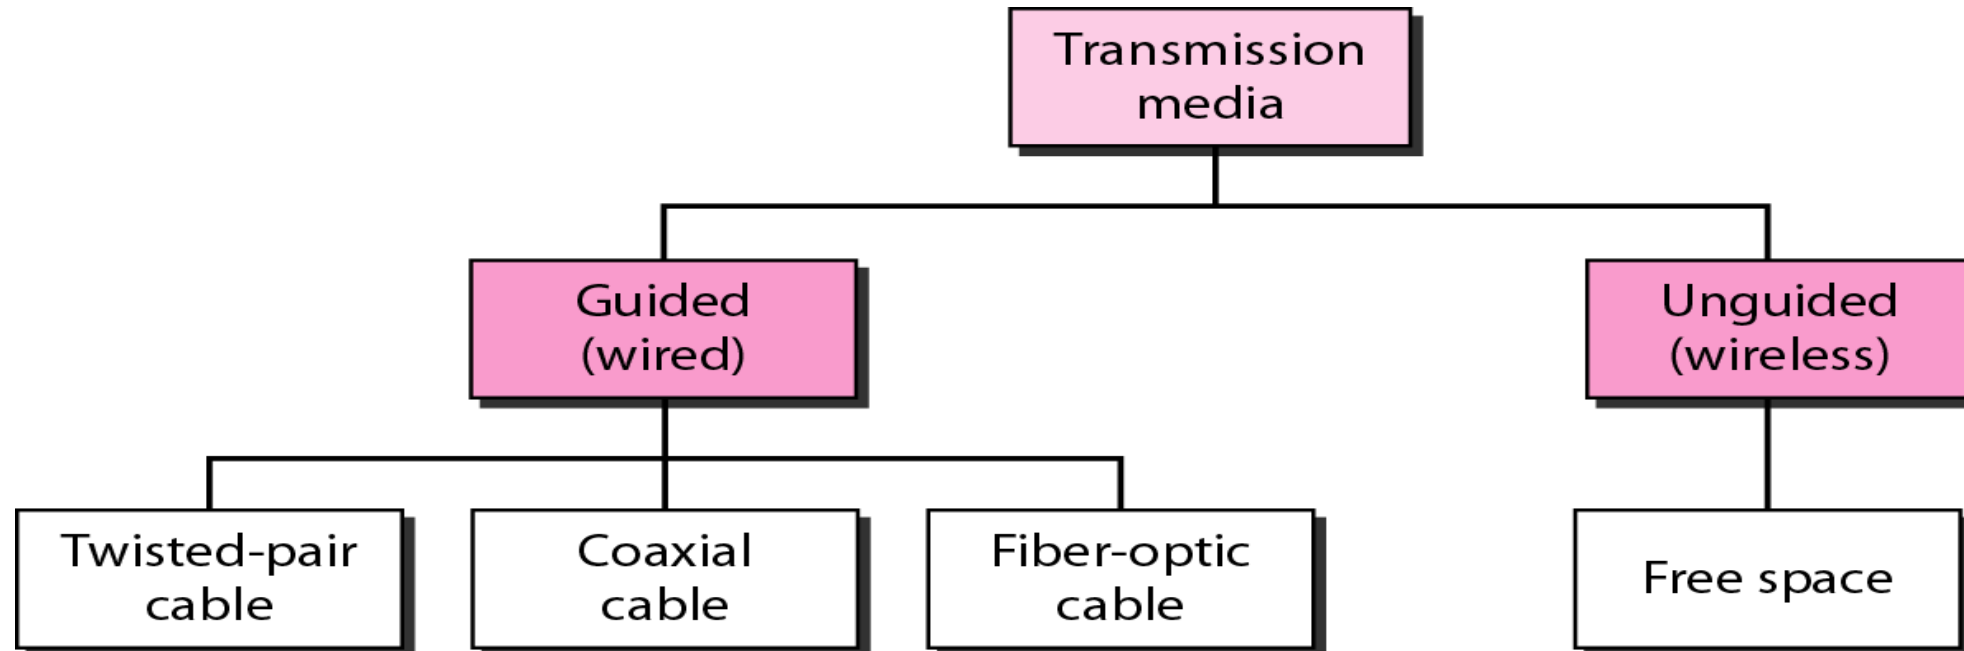 Transmission
media
Guided
(wired)
Unguided
(wireless)
Twisted-pair
cable
Coaxial
cable
Fiber-optic
cable
Free space